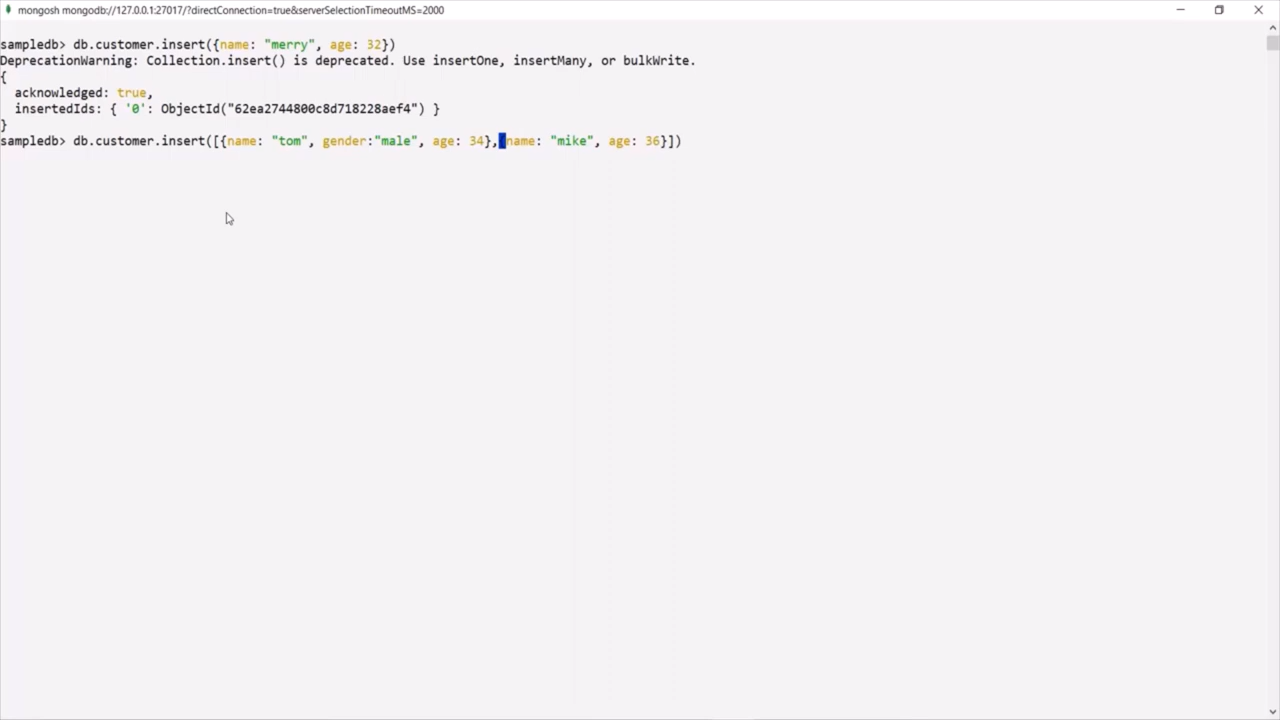 mongosh mongodb://127.0.0.1:27017/?directConnection=true&serverSelectionTimeoutMS=2000
sampledb> db.customer.insert({name: "merry", age: 32})
DeprecationWarning: Collection.insert() is deprecated. Use insertOne, insertMany, or bulkWrite.
{
  acknowledged: true,
  insertedIds: { '0': ObjectId("62ea2744800c8d718228aef4") }
}
sampledb> db.customer.insert([{name: "tom", gender:"male", age: 34},{name: "mike", age: 36}])